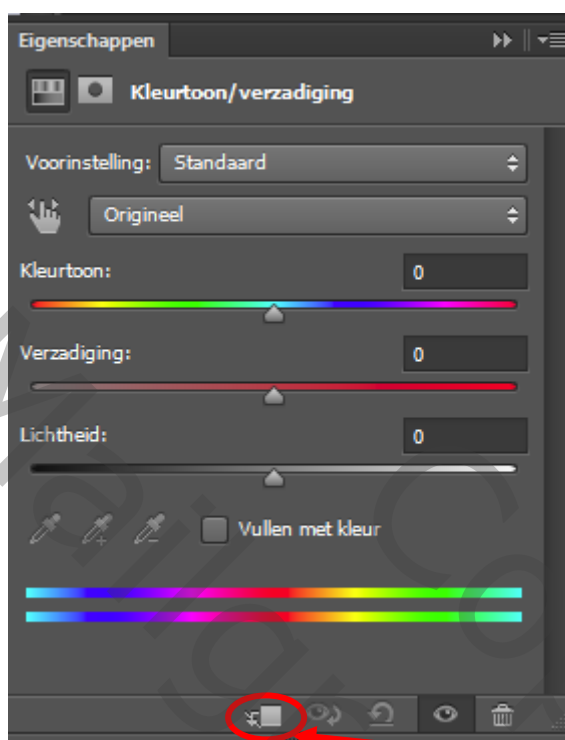 Eigenschappen
Kleurtoon/verzadiging
Voorinstelling: Standaard
Origineel
Kleurtoon: 0
Verzadiging: 0
Lichtheid: 0
Vullen met kleur